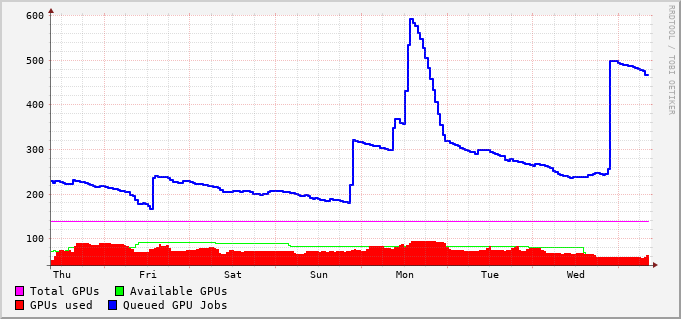 600
500
400
300
200
100
Thu Fri Sat Sun Mon Tue Wed
Total GPUs Available GPUs
GPUs used Queued GPU Jobs
RRDTOOL / TOBI OETIKER